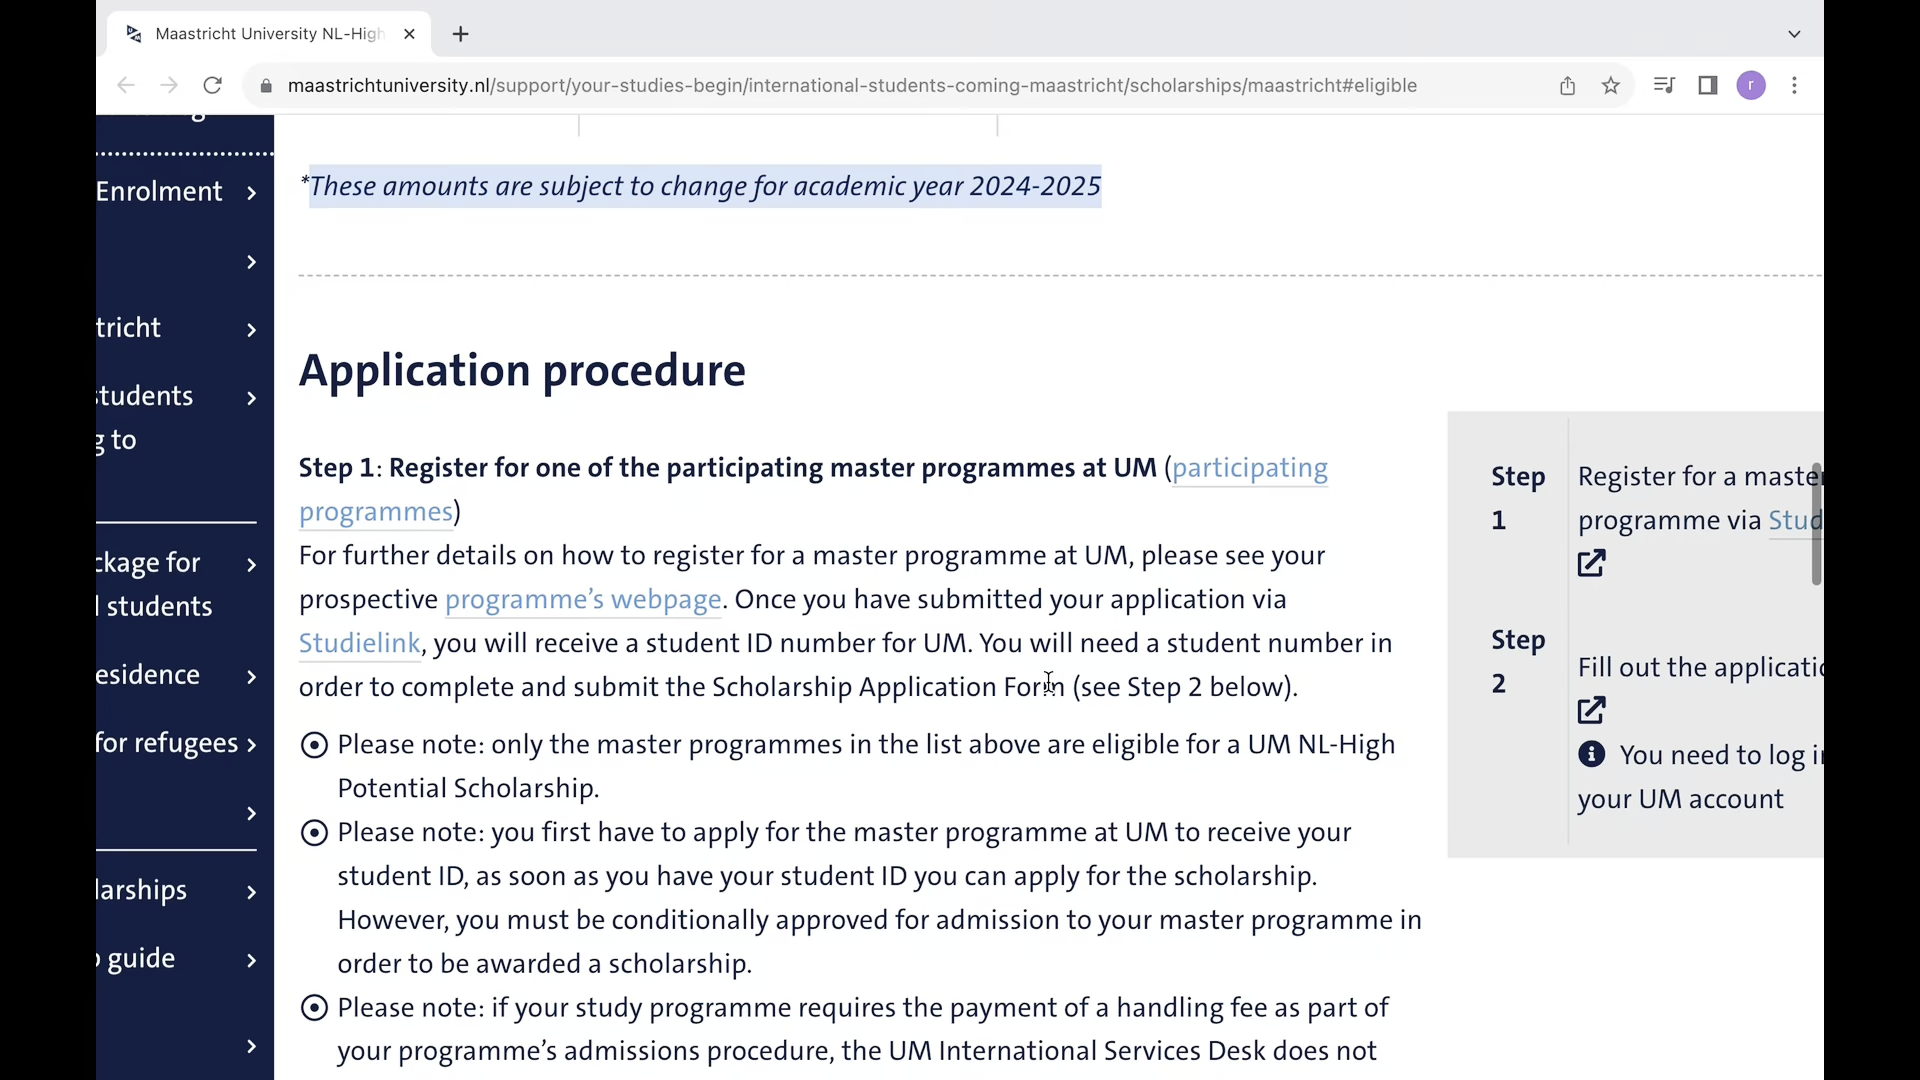 Maastricht University NL-High
maastrichtuniversity.nl/support/your-studies-begin/international-students-coming-maastricht/scholarships/maastricht#eligible
r
Enrolment
tricht
students
g to
ckage for
l students
esidence
for refugees
larships
guide
*These amounts are subject to change for academic year 2024-2025
Application procedure
Step 1: Register for one of the participating master programmes at UM (participating
programmes)
For further details on how to register for a master programme at UM, please see your
prospective programme's webpage. Once you have submitted your application via
Studielink, you will receive a student ID number for UM. You will need a student number in
order to complete and submit the Scholarship Application Form (see Step 2 below).
Please note: only the master programmes in the list above are eligible for a UM NL-High
Potential Scholarship.
Please note: you first have to apply for the master programme at UM to receive your
student ID, as soon as you have your student ID you can apply for the scholarship.
However, you must be conditionally approved for admission to your master programme in
order to be awarded a scholarship.
Please note: if your study programme requires the payment of a handling fee as part of
your programme's admissions procedure, the UM International Services Desk does not
Step
1
Register for a master
programme via Stud
Step
2
Fill out the applicatio
You need to log in
your UM account